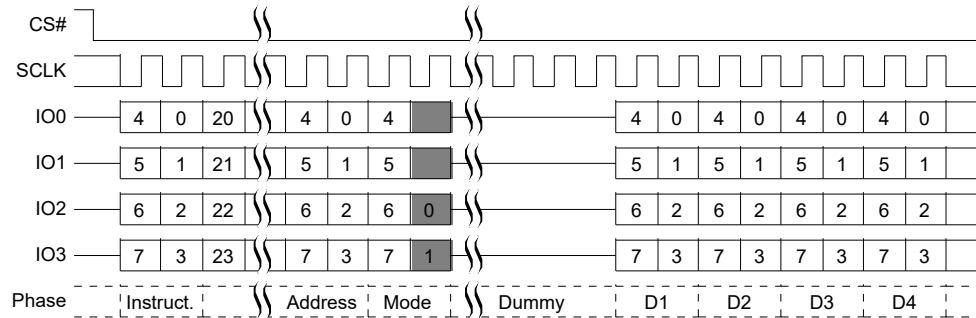 CS#
SCLK
IO0 4 0 20 4 0 4 4 0 4 0 4 0 4 0
IO1 5 1 21 5 1 5 5 1 5 1 5 1 5 1
IO2 6 2 22 6 2 6 0 6 2 6 2 6 2 6 2
IO3 7 3 23 7 3 7 1 7 3 7 3 7 3 7 3
Phase Instruct. Address Mode Dummy D1 D2 D3 D4